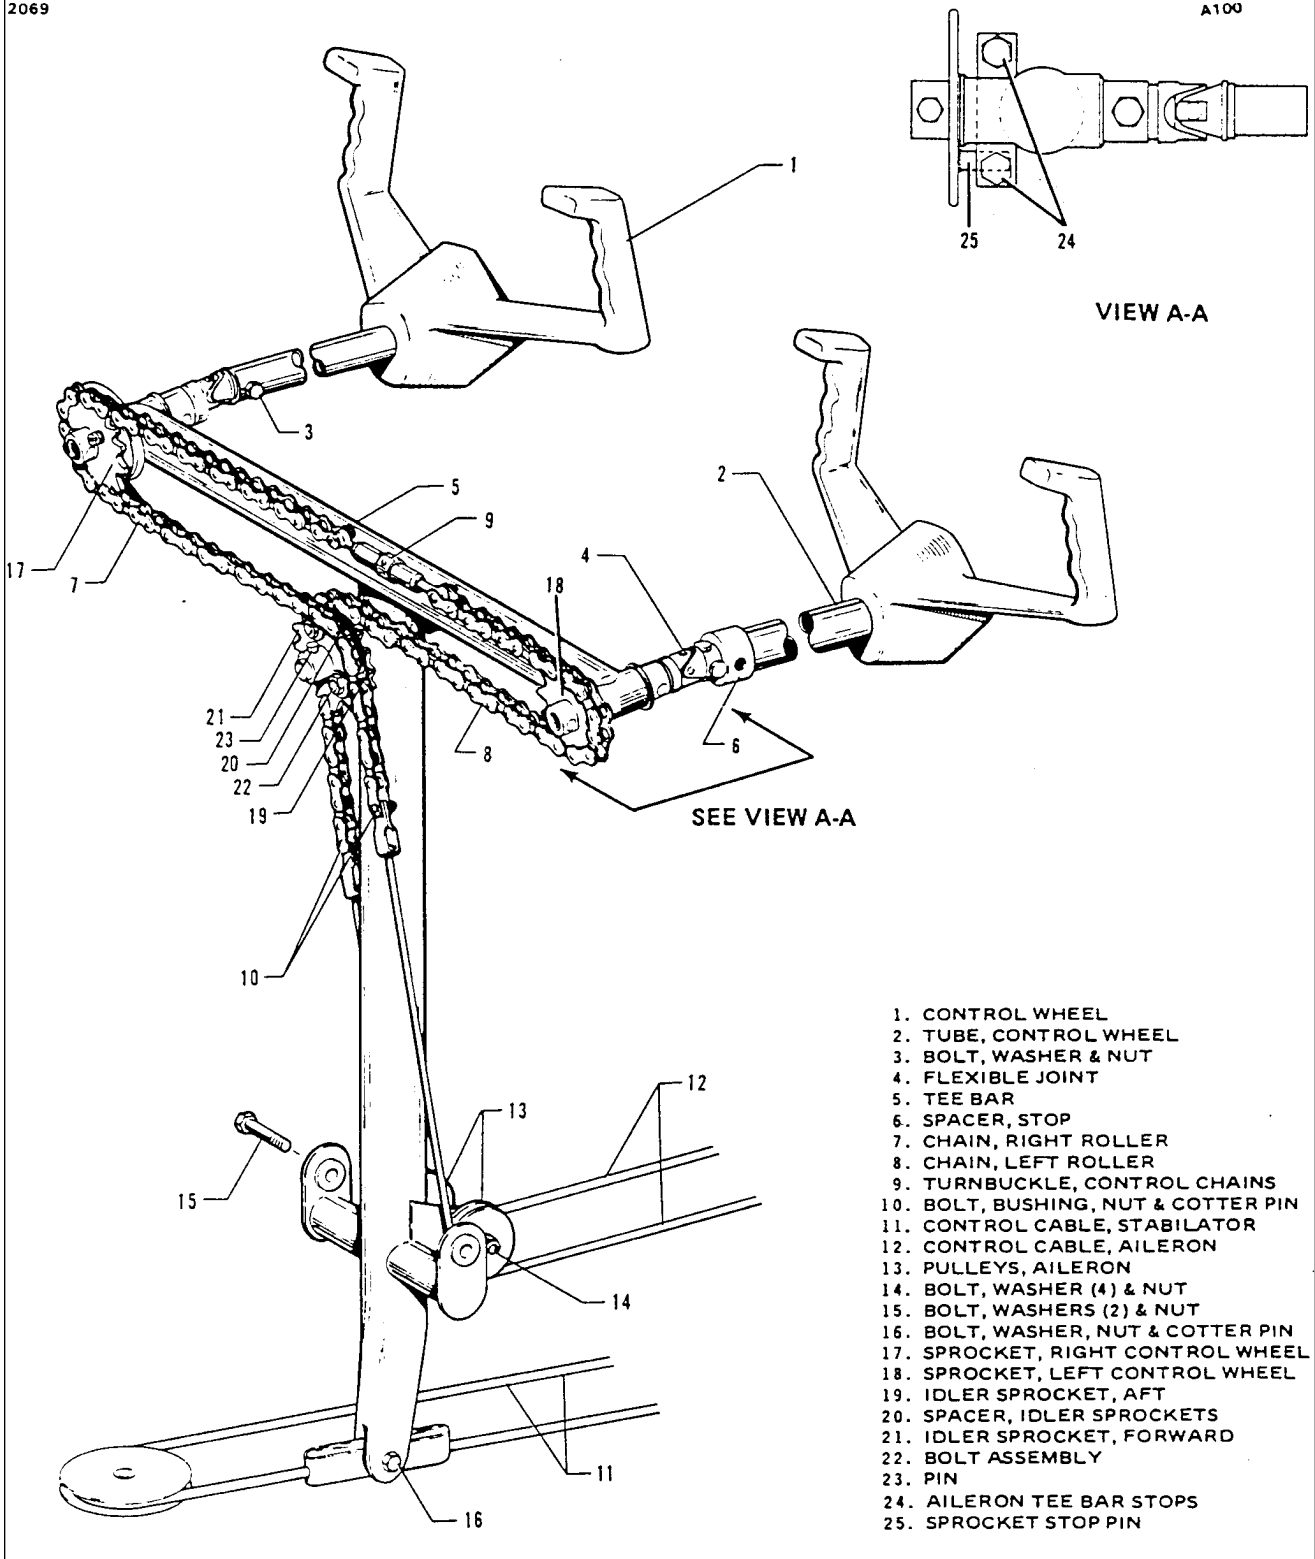 2069
A100
1
25
24
VIEW A-A
3
2
5
9
4
17
7
18
21
23
20
22
19
8
6
SEE VIEW A-A
10
12
13
15
14
11
16
1. CONTROL WHEEL
2. TUBE, CONTROL WHEEL
3. BOLT, WASHER & NUT
4. FLEXIBLE JOINT
5. TEE BAR
6. SPACER, STOP
7. CHAIN, RIGHT ROLLER
8. CHAIN, LEFT ROLLER
9. TURNBUCKLE, CONTROL CHAINS
10. BOLT, BUSHING, NUT & COTTER PIN
11. CONTROL CABLE, STABILATOR
12. CONTROL CABLE, AILERON
13. PULLEYS, AILERON
14. BOLT, WASHER (4) & NUT
15. BOLT, WASHERS (2) & NUT
16. BOLT, WASHER, NUT & COTTER PIN
17. SPROCKET, RIGHT CONTROL WHEEL
18. SPROCKET, LEFT CONTROL WHEEL
19. IDLER SPROCKET, AFT
20. SPACER, IDLER SPROCKETS
21. IDLER SPROCKET, FORWARD
22. BOLT ASSEMBLY
23. PIN
24. AILERON TEE BAR STOPS
25. SPROCKET STOP PIN